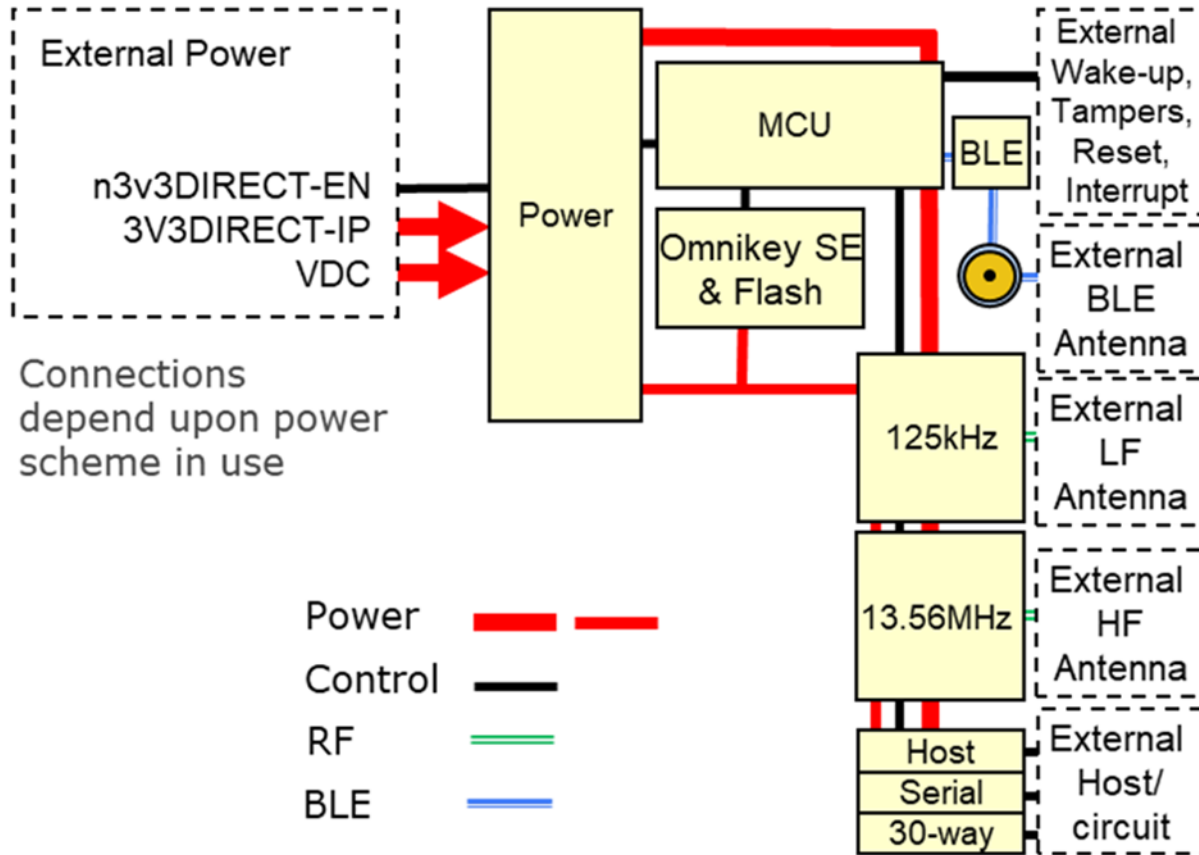 External Power
n3v3DIRECT-EN
3V3DIRECT-IP
VDC
Connections
depend upon power
scheme in use
Power
MCU
BLE
Omnikey SE
& Flash
125kHz
13.56MHz
Host
Serial
30-way
External
Wake-up,
Tampers,
Reset,
Interrupt
External
BLE
Antenna
External
LF
Antenna
External
HF
Antenna
External
Host/
circuit
Power
Control
RF
BLE